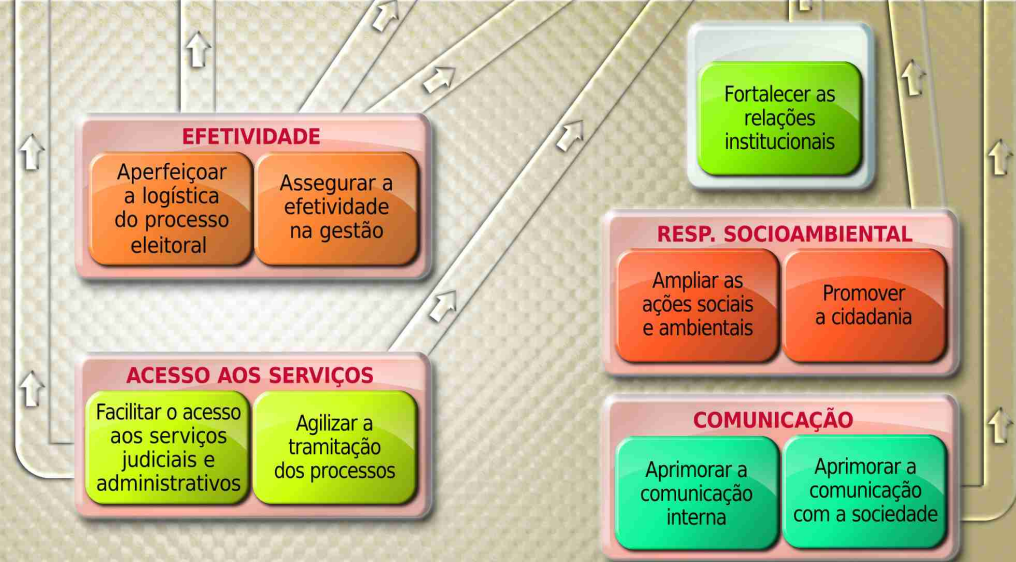 EFETIVIDADE
Aperfeiçoar
a logística
do processo
eleitoral
Assegurar a
efetividade
na gestão
ACESSO AOS SERVIÇOS
Facilitar o acesso
aos serviços
judiciais e
administrativos
Agilizar a
tramitação
dos processos
Fortalecer as
relações
institucionais
RESP. SOCIOAMBIENTAL
Ampliar as
ações sociais
e ambientais
Promover
a cidadania
COMUNICAÇÃO
Aprimorar a
comunicação
interna
Aprimorar a
comunicação
com a sociedade